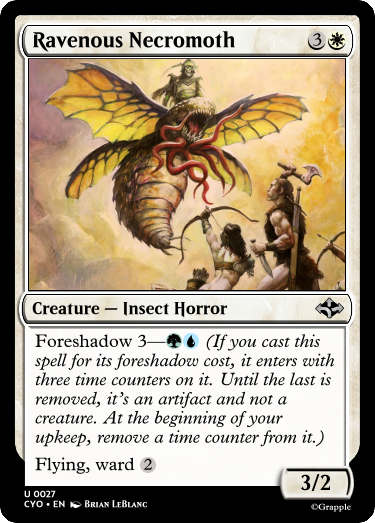 Ravenous Necromoth 3
Creature — Insect Horror
Foreshadow 3— (If you cast this
spell for its foreshadow cost, it enters with
three time counters on it. Until the last is
removed, it's an artifact and not a
creature. At the beginning of your
upkeep, remove a time counter from it.)
Flying, ward 2
3/2
U 0027
CYO • EN Brian LeBlanc
©Grapple